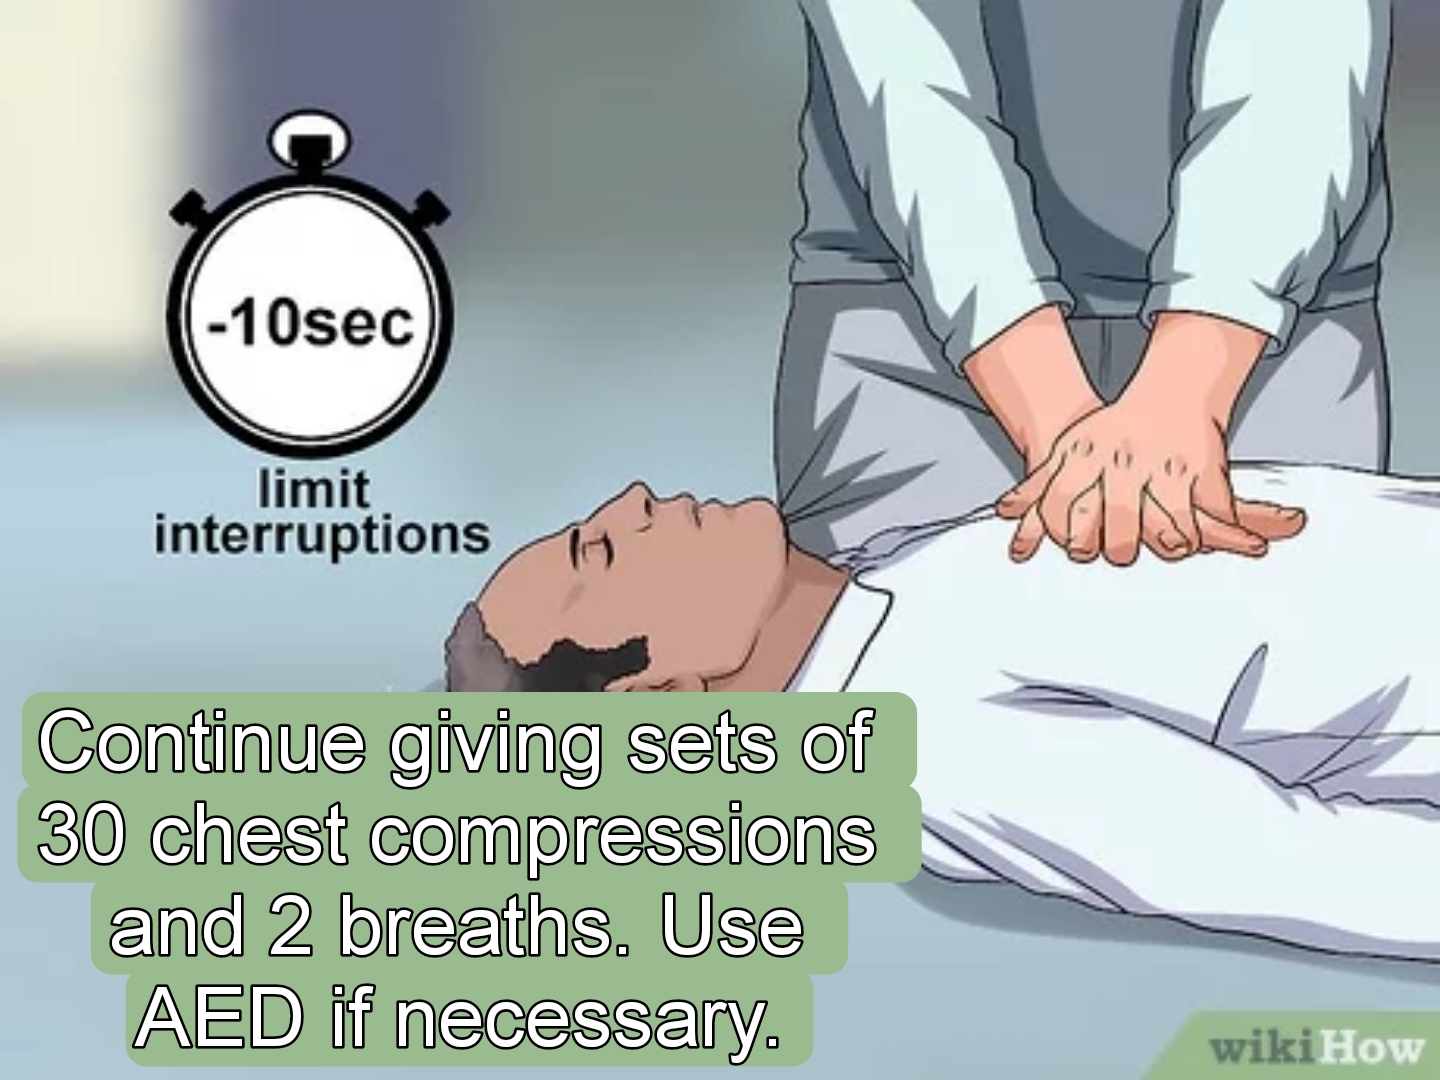 -10sec
limit
interruptions
Continue giving sets of
30 chest compressions
and 2 breaths. Use
AED if necessary.
wikiHow